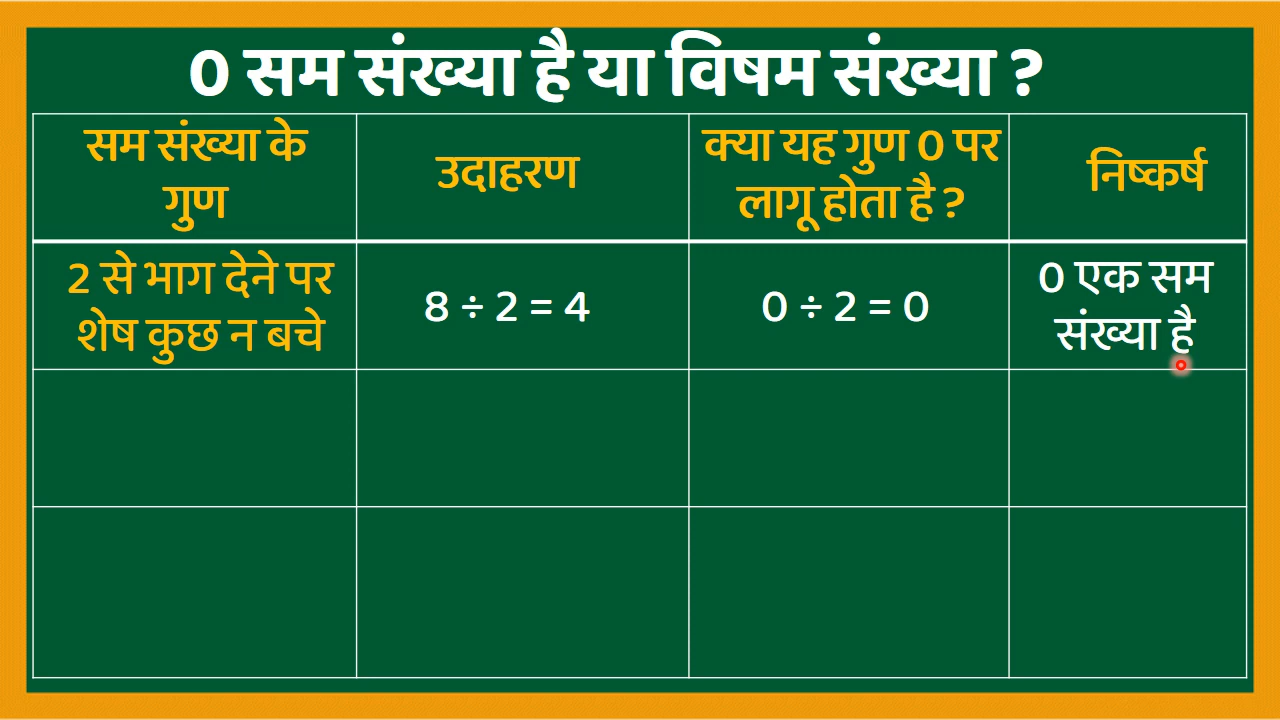 0 सम संख्या है या विषम संख्या ?
सम संख्या के
गुण
उदाहरण
क्या यह गुण 0 पर
लागू होता है ?
निष्कर्ष
2 से भाग देने पर
शेष कुछ न बचे
8 ÷ 2 = 4
0 ÷ 2 = 0
0 एक सम
संख्या है